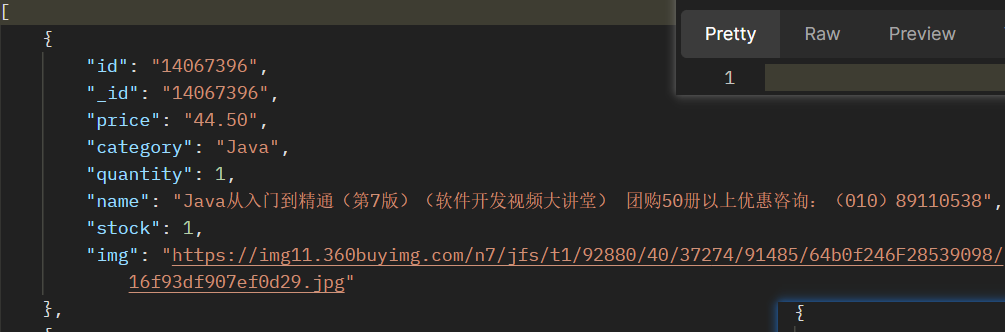 [
{
"id": "14067396",
"_id": "14067396",
"price": "44.50",
"category": "Java",
"quantity": 1,
"name": "Java从入门到精通（第7版）（软件开发视频大讲堂） 团购50册以上优惠咨询：（010）89110538",
"stock": 1,
"img": "https://img11.360buyimg.com/n7/jfs/t1/92880/40/37274/91485/64b0f246F28539098/
16f93df907ef0d29.jpg"
},
Pretty Raw Preview
1
{